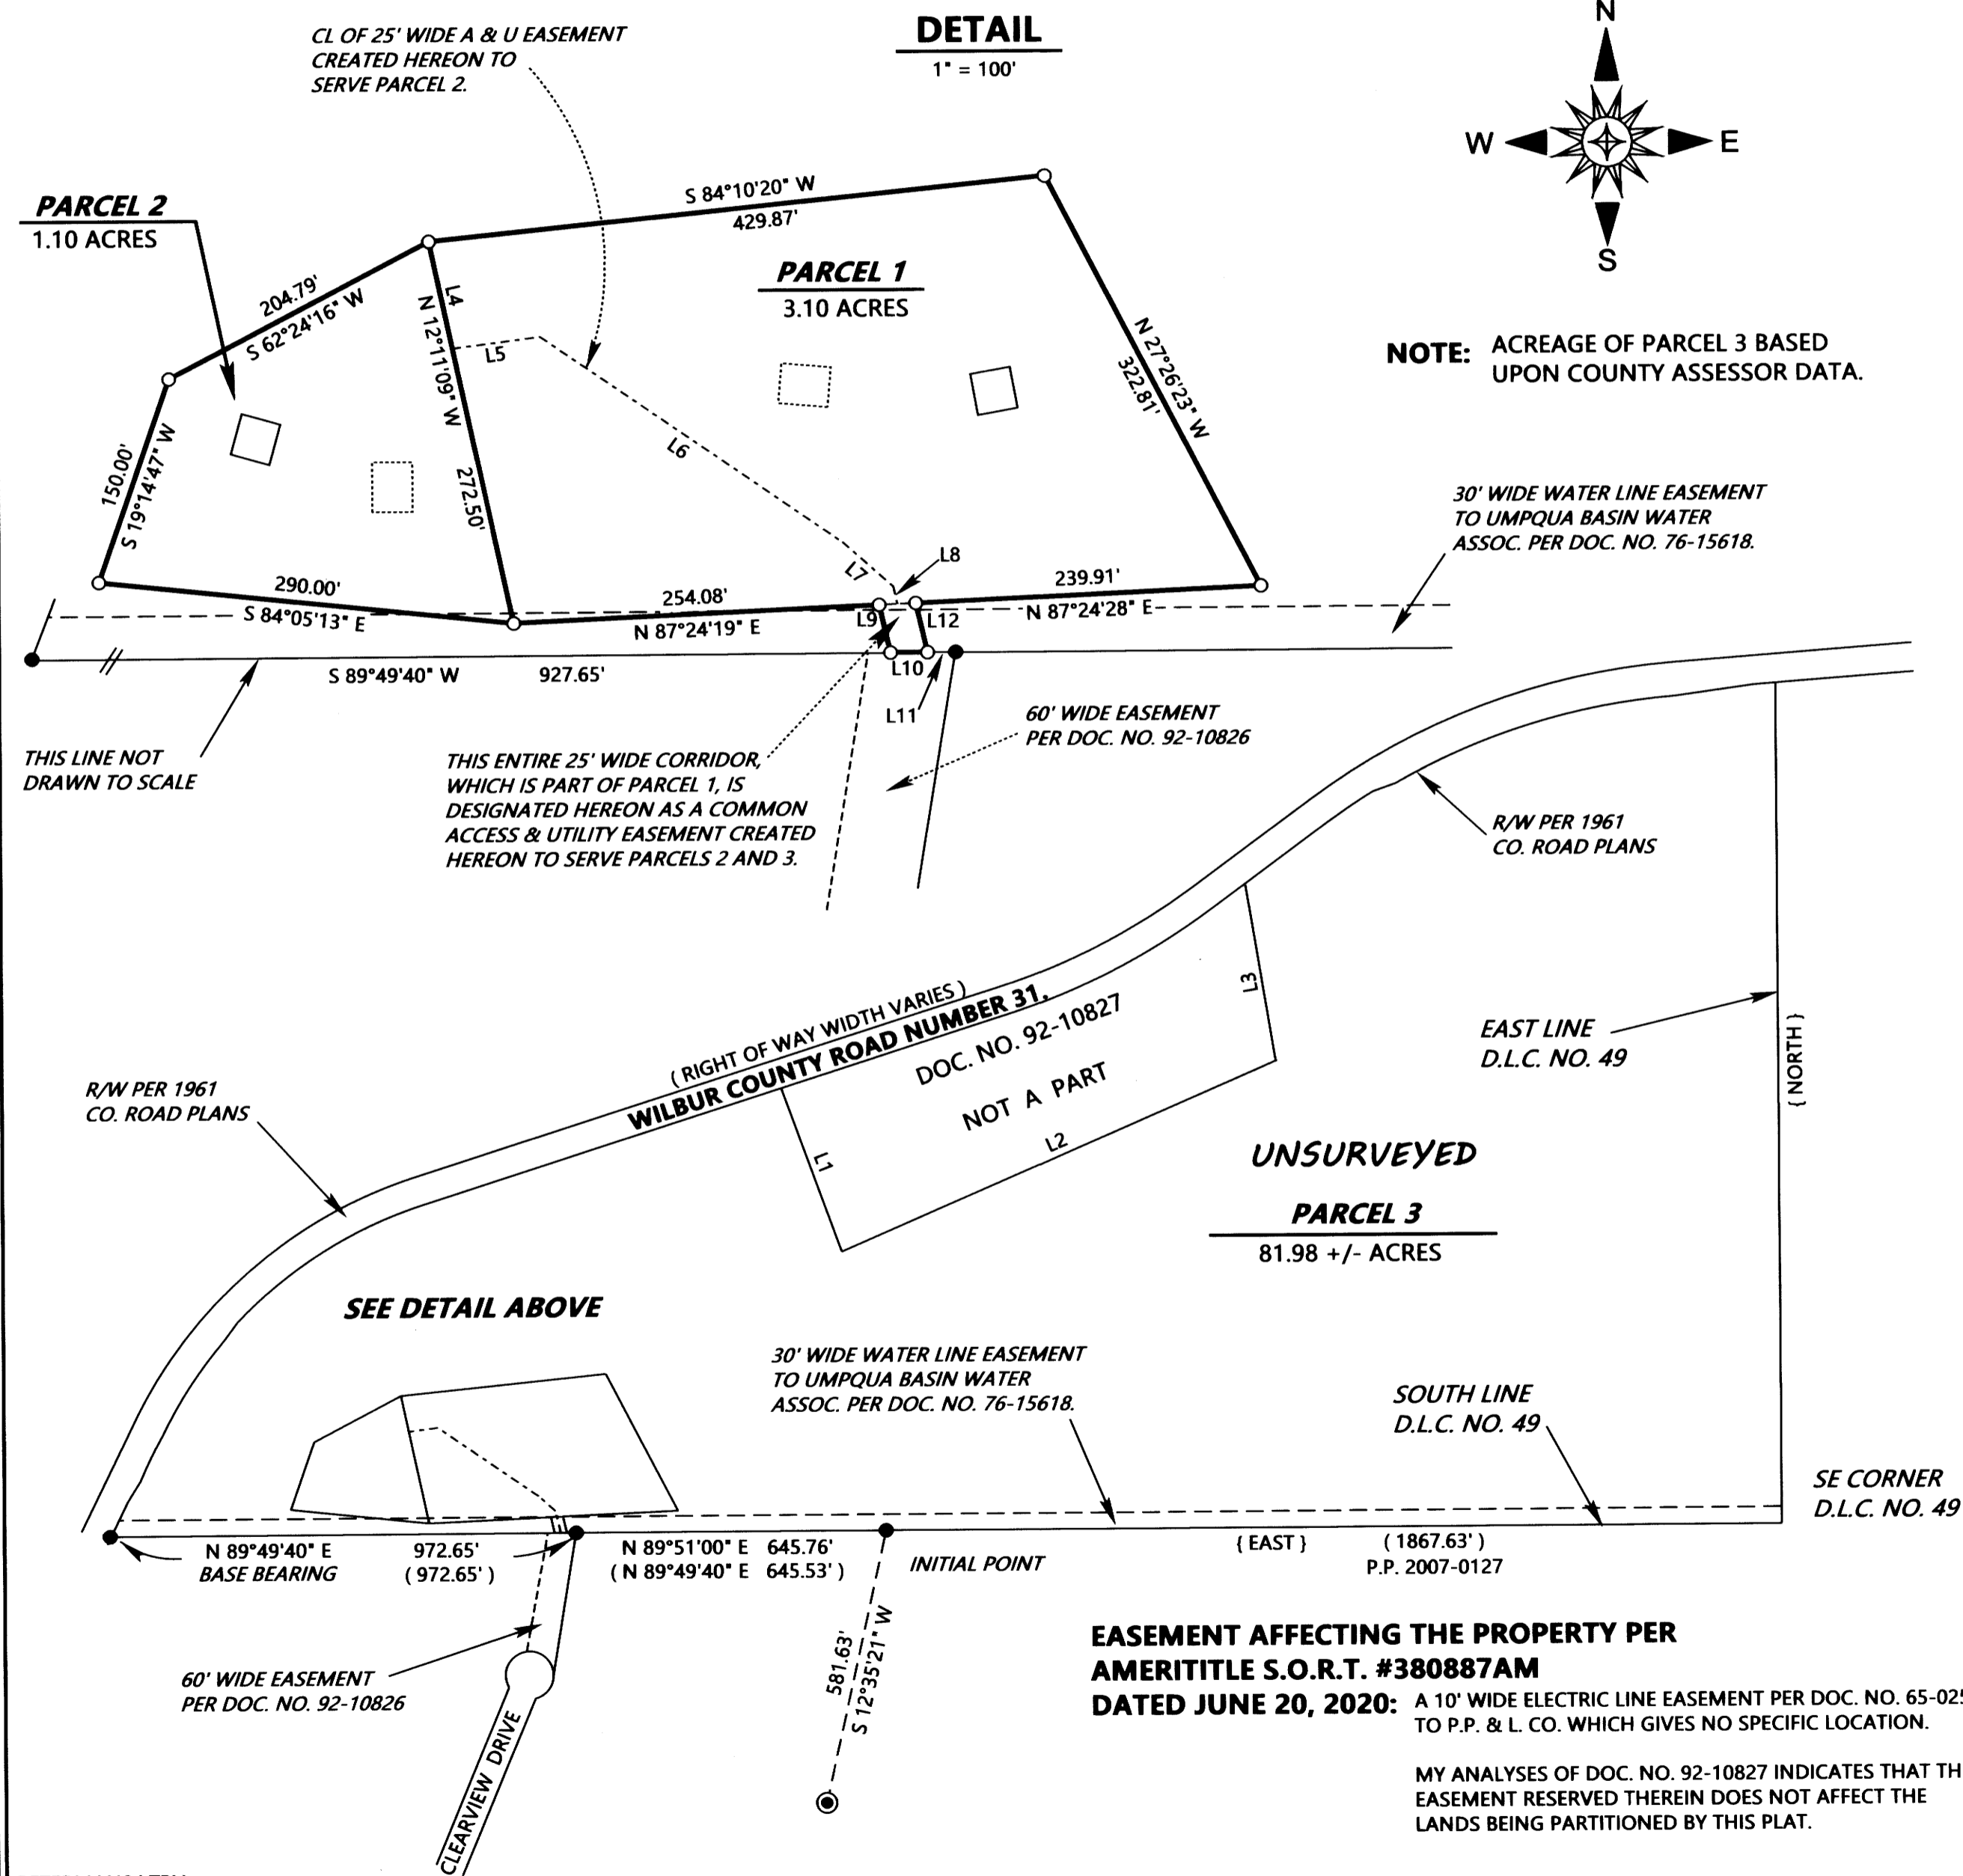 CL OF 25' WIDE A & U EASEMENT
CREATED HEREON TO
SERVE PARCEL 2.
DETAIL
1" = 100'
N
W
E
S
PARCEL 2
1.10 ACRES
S 84°10'20" W
429.87'
PARCEL 1
3.10 ACRES
204.79'
S 62°24'16" W
L4
N 12°11'09" W
272.50'
L5
L6
N 27°26'23" W
322.81'
NOTE: ACREAGE OF PARCEL 3 BASED
UPON COUNTY ASSESSOR DATA.
150.00'
S 19°14'47" W
30' WIDE WATER LINE EASEMENT
TO UMPQUA BASIN WATER
ASSOC. PER DOC. NO. 76-15618.
L7
L8
290.00'
S 84°05'13" E
254.08'
N 87°24'19" E
239.91'
N 87°24'28" E
L9
L12
L10
L11
S 89°49'40" W 927.65'
THIS LINE NOT
DRAWN TO SCALE
THIS ENTIRE 25' WIDE CORRIDOR,
WHICH IS PART OF PARCEL 1, IS
DESIGNATED HEREON AS A COMMON
ACCESS & UTILITY EASEMENT CREATED
HEREON TO SERVE PARCELS 2 AND 3.
60' WIDE EASEMENT
PER DOC. NO. 92-10826
R/W PER 1961
CO. ROAD PLANS
( RIGHT OF WAY WIDTH VARIES )
WILBUR COUNTY ROAD NUMBER 31.
DOC. NO. 92-10827
NOT A PART
L1
L2
L3
EAST LINE
D.L.C. NO. 49
{ NORTH }
R/W PER 1961
CO. ROAD PLANS
UNSURVEYED
PARCEL 3
81.98 +/- ACRES
SEE DETAIL ABOVE
30' WIDE WATER LINE EASEMENT
TO UMPQUA BASIN WATER
ASSOC. PER DOC. NO. 76-15618.
SOUTH LINE
D.L.C. NO. 49
SE CORNER
D.L.C. NO. 49
N 89°49'40" E 972.65'
BASE BEARING ( 972.65' )
N 89°51'00" E 645.76'
( N 89°49'40" E 645.53' )
INITIAL POINT
{ EAST } ( 1867.63' )
P.P. 2007-0127
581.63'
S 12°35'21" W
60' WIDE EASEMENT
PER DOC. NO. 92-10826
CLEARVIEW DRIVE
EASEMENT AFFECTING THE PROPERTY PER
AMERITITLE S.O.R.T. #380887AM
DATED JUNE 20, 2020: A 10' WIDE ELECTRIC LINE EASEMENT PER DOC. NO.
TO P.P. & L. CO. WHICH GIVES NO SPECIFIC LOCATION.
MY ANALYSES OF DOC. NO. 92-10827 INDICATES THAT
EASEMENT RESERVED THEREIN DOES NOT AFFECT THE
LANDS BEING PARTITIONED BY THIS PLAT.